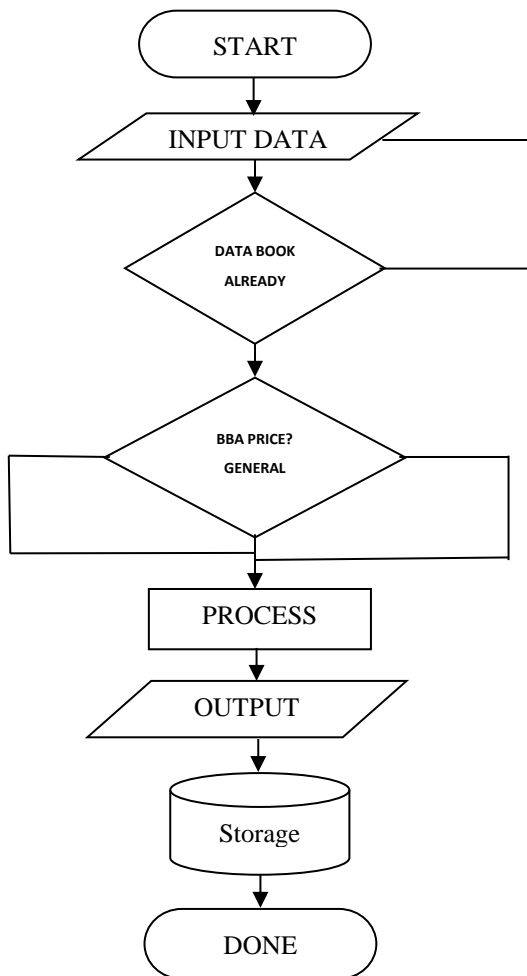 START
INPUT DATA
DATA BOOK
ALREADY
BBA PRICE?
GENERAL
PROCESS
OUTPUT
Storage
DONE